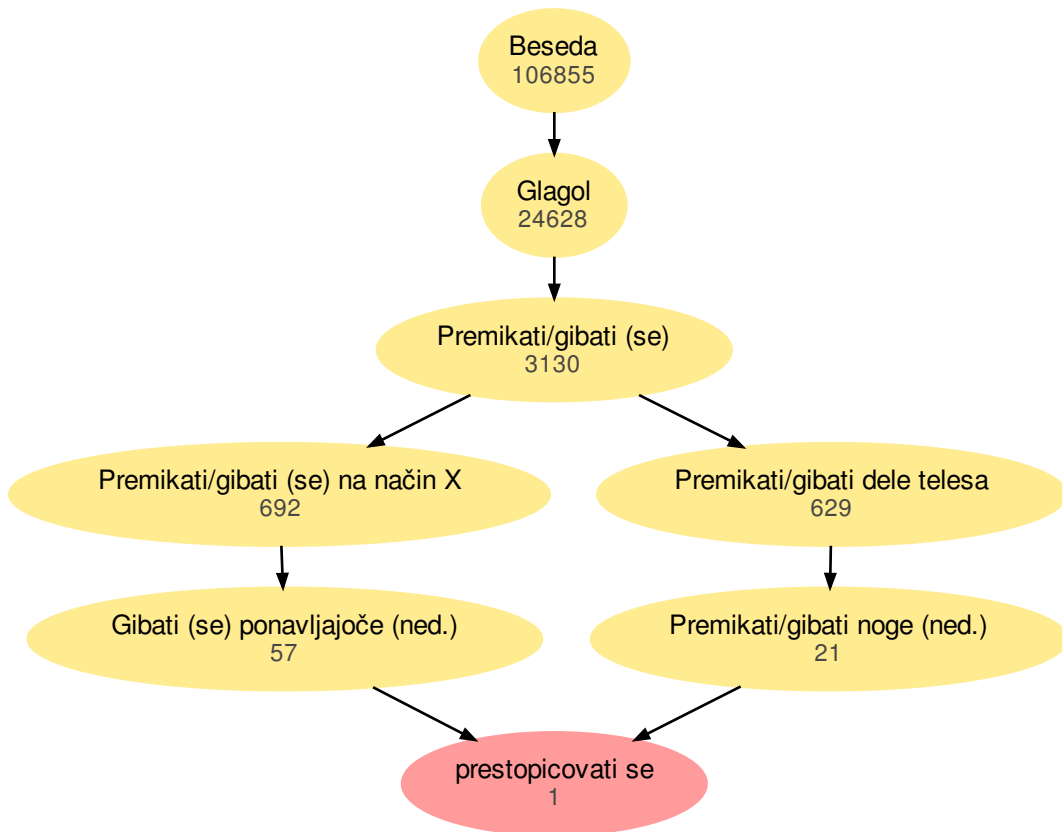 Beseda
106855
Glagol
24628
Premikati/gibati (se)
3130
Premikati/gibati (se) na način X
692
Premikati/gibati dele telesa
629
Gibati (se) ponavljajoče (ned.)
57
Premikati/gibati noge (ned.)
21
prestopicovati se
1